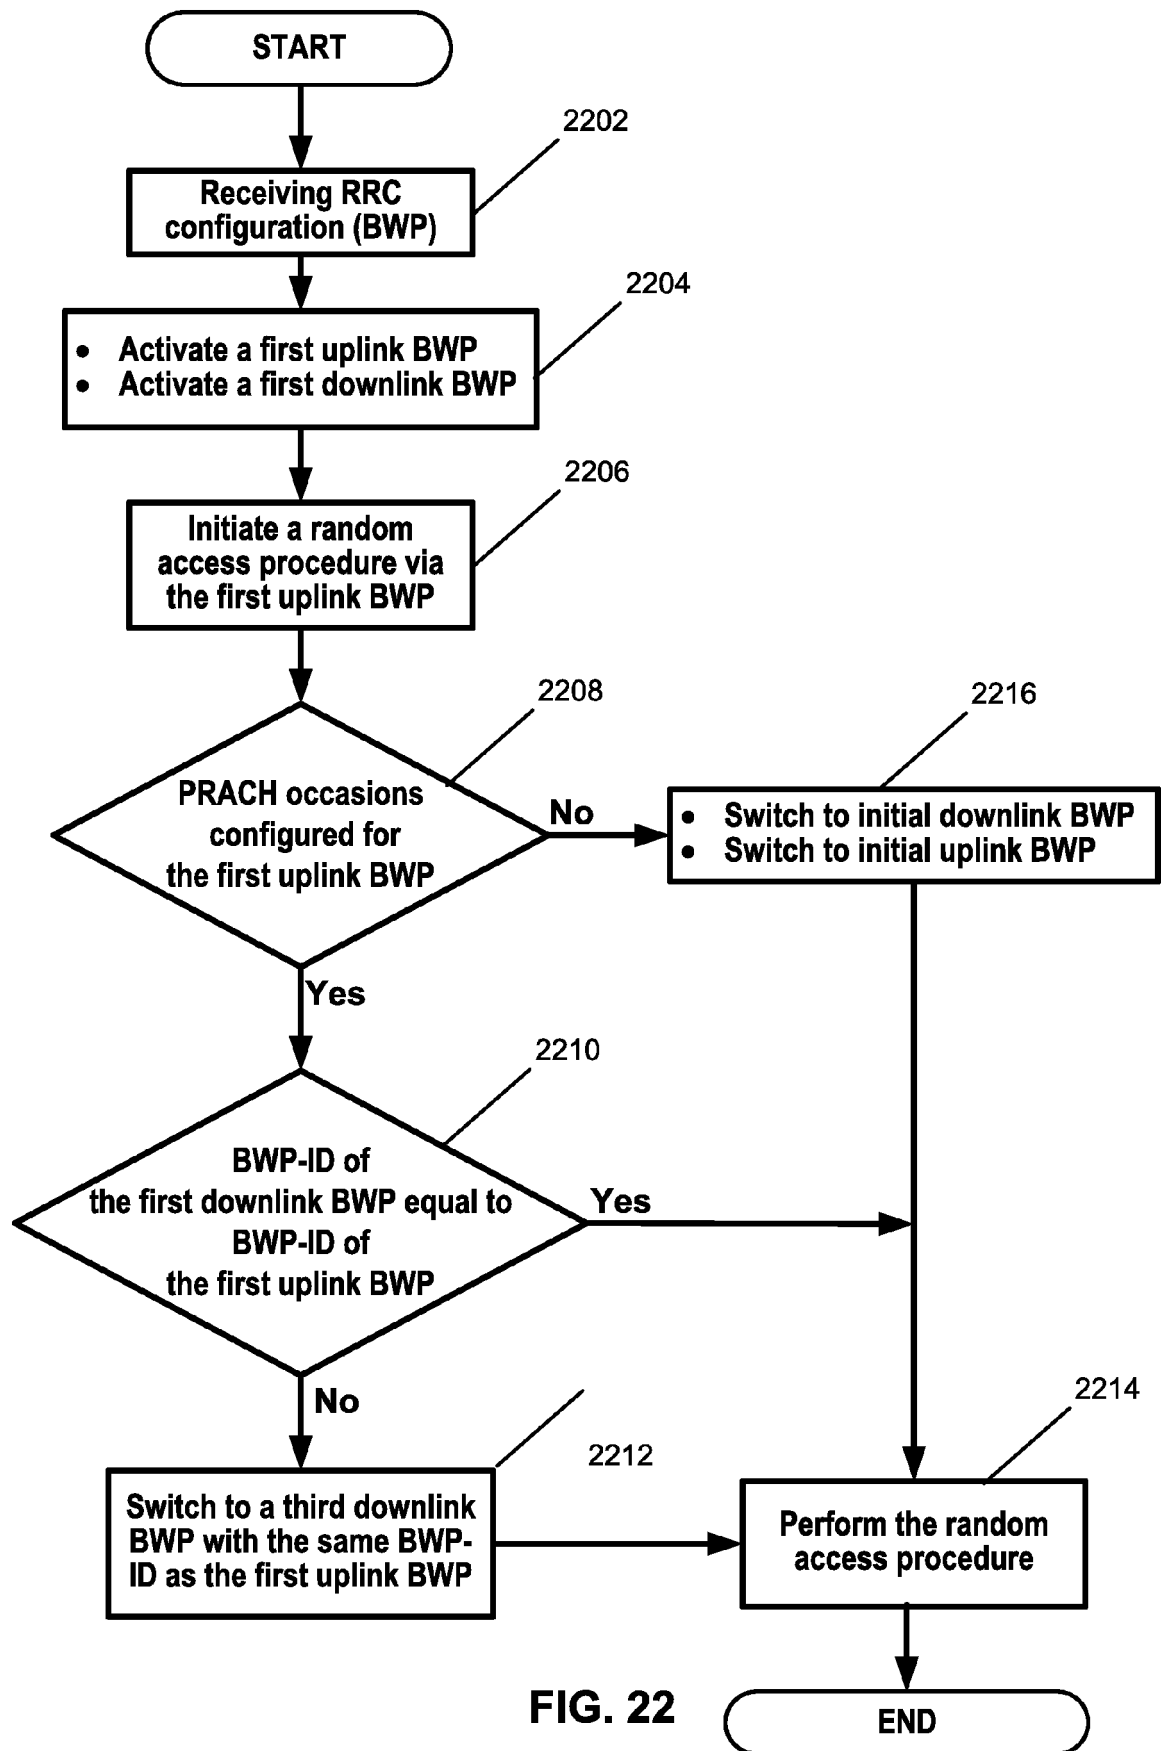 START
2202
Receiving RRC
configuration (BWP)
2204
• Activate a first uplink BWP
• Activate a first downlink BWP
2206
Initiate a random
access procedure via
the first uplink BWP
2208
PRACH occasions
configured for
the first uplink BWP
No
2216
• Switch to initial downlink BWP
• Switch to initial uplink BWP
Yes
2210
BWP-ID of
the first downlink BWP equal to
BWP-ID of
the first uplink BWP
Yes
No
2212
Switch to a third downlink
BWP with the same BWP-
ID as the first uplink BWP
2214
Perform the random
access procedure
FIG. 22
END